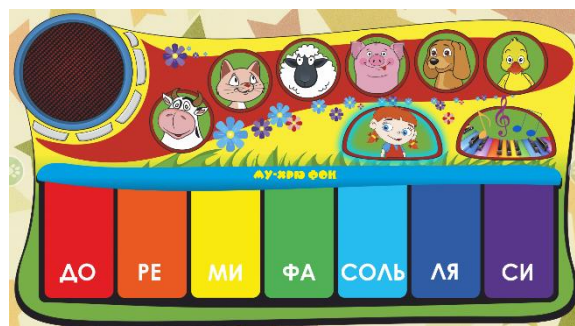 МУ-ХРЮ ФОН
ДО РЕ МИ ФА СОЛЬ ЛЯ СИ